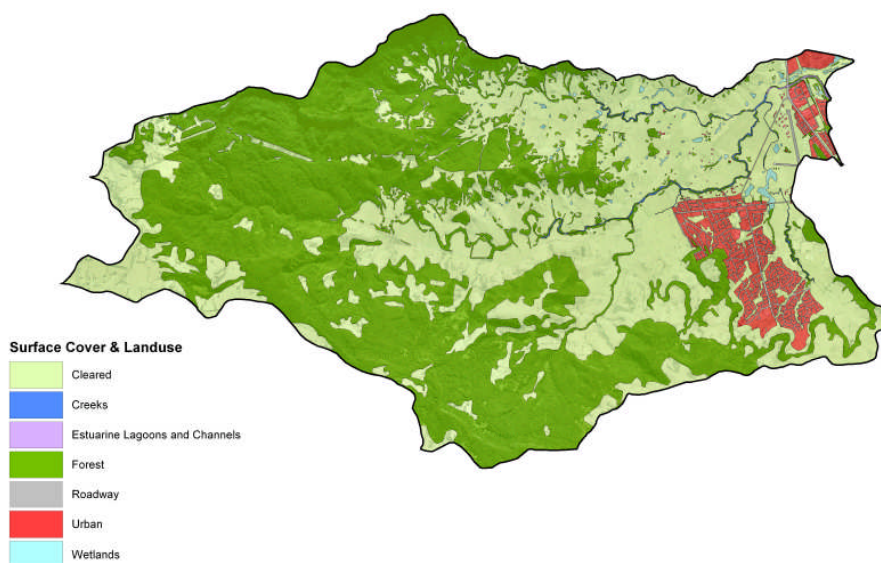 Surface Cover & Landuse
Cleared
Creeks
Estuarine Lagoons and Channels
Forest
Roadway
Urban
Wetlands